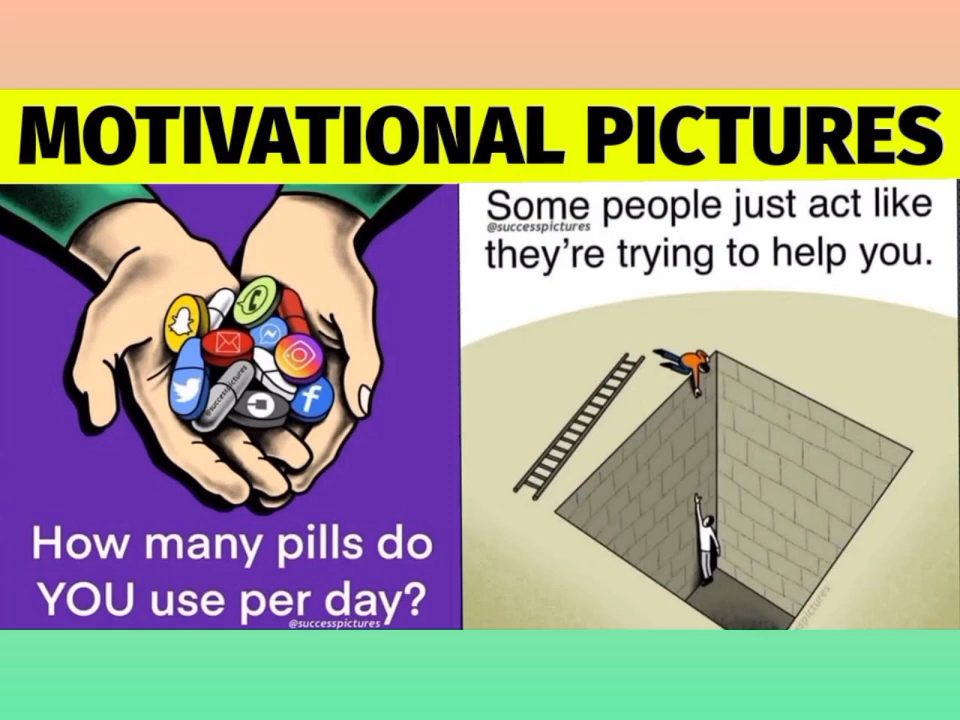 MOTIVATIONAL PICTURES
@successpictures
How many pills do
YOU use per day?
@successpictures
Some people just act like
@successpictures
they're trying to help you.